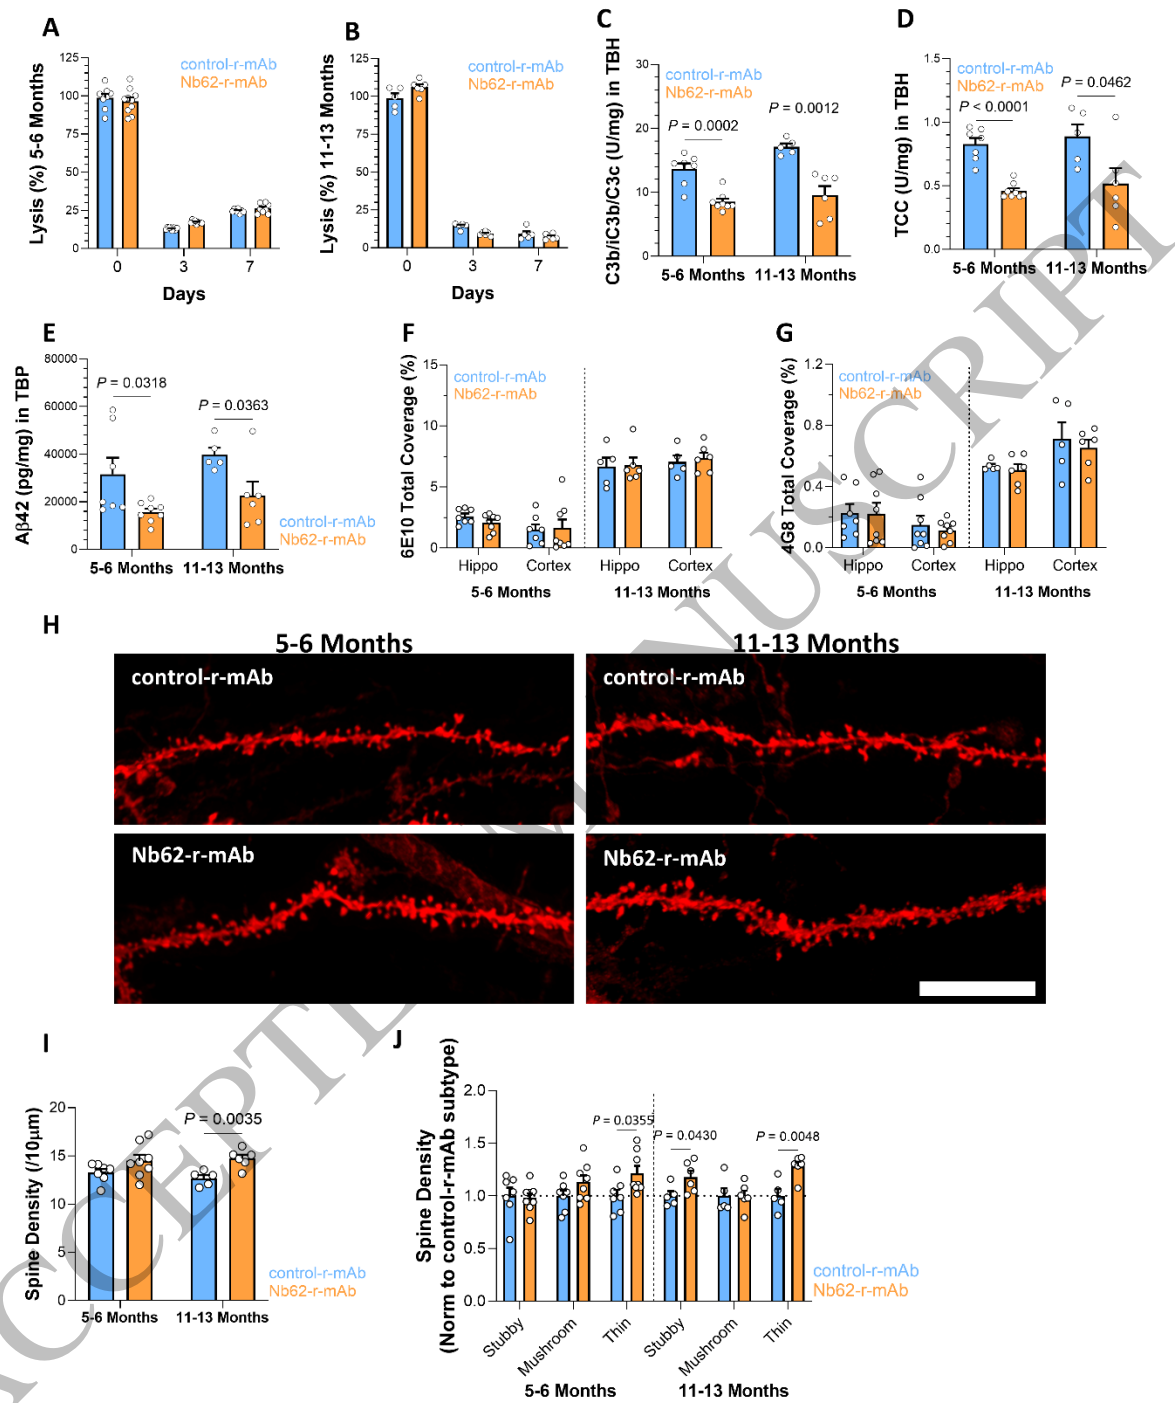 A
Lysis (%) 5-6 Months
125
100
75
50
25
0
control-r-mAb
Nb62-r-mAb
0 3 7
Days
B
Lysis (%) 11-13 Months
125
100
75
50
25
0
control-r-mAb
Nb62-r-mAb
0 3 7
Days
C
C3b/iC3b/C3c (U/mg) in TBH
30
20
10
0
control-r-mAb
Nb62-r-mAb
P = 0.0012
P = 0.0002
5-6 Months 11-13 Months
D
TCC (U/mg) in TBH
1.5
1.0
0.5
0.0
control-r-mAb
Nb62-r-mAb
P = 0.0462
P < 0.0001
5-6 Months 11-13 Months
E
Aβ42 (pg/mg) in TBP
80000
60000
40000
20000
0
P = 0.0318
P = 0.0363
control-r-mAb
Nb62-r-mAb
5-6 Months 11-13 Months
F
6E10 Total Coverage (%)
15
10
5
0
control-r-mAb
Nb62-r-mAb
Hippo Cortex Hippo Cortex
5-6 Months 11-13 Months
G
4G8 Total Coverage (%)
1.2
0.8
0.4
0.0
control-r-mAb
Nb62-r-mAb
Hippo Cortex Hippo Cortex
5-6 Months 11-13 Months
H
5-6 Months 11-13 Months
control-r-mAb control-r-mAb
Nb62-r-mAb Nb62-r-mAb
I
Spine Density (/10μm)
20
15
10
5
0
P = 0.0035
control-r-mAb
Nb62-r-mAb
5-6 Months 11-13 Months
J
Spine Density
(Norm to control-r-mAb subtype)
2.0
1.5
1.0
0.5
0.0
P = 0.0355
P = 0.0430
P = 0.0048
control-r-mAb
Nb62-r-mAb
Stubby Mushroom Thin Stubby Mushroom Thin
5-6 Months 11-13 Months
ACCEPTED MANUSCRIPT